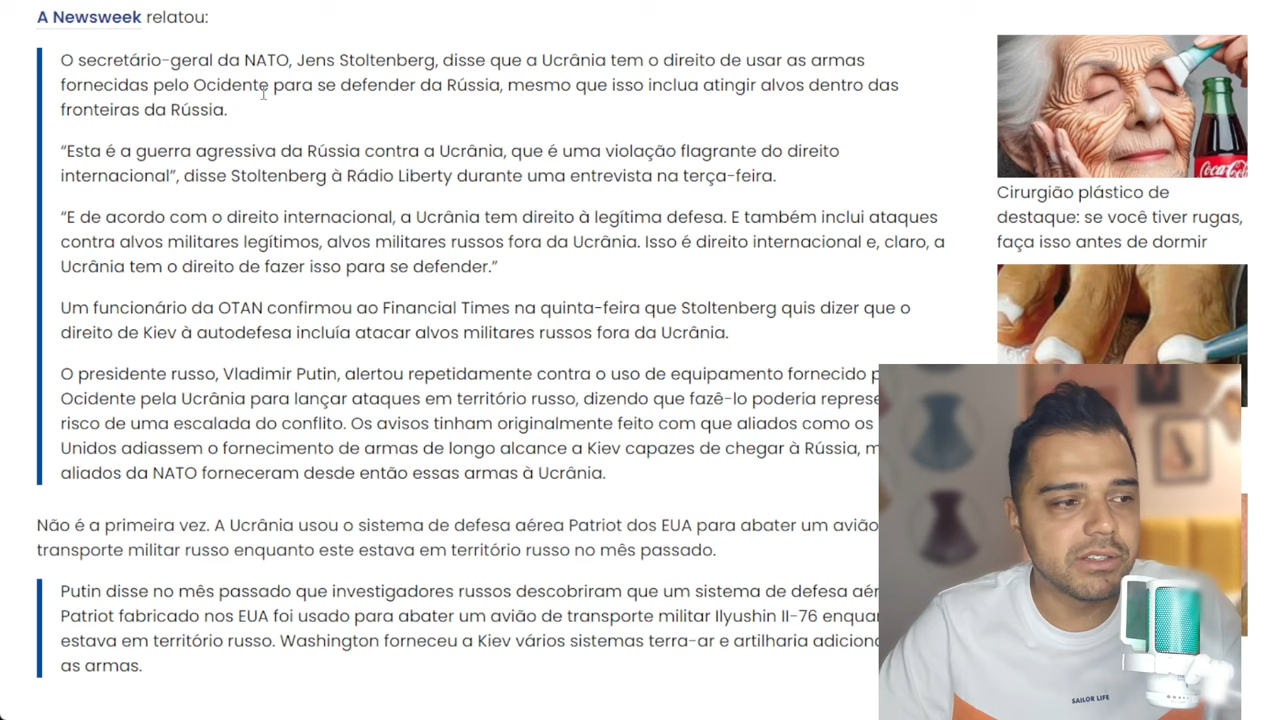 A Newsweek relatou:
O secretário-geral da NATO, Jens Stoltenberg, disse que a Ucrânia tem o direito de usar as armas
fornecidas pelo Ocidente para se defender da Rússia, mesmo que isso inclua atingir alvos dentro das
fronteiras da Rússia.
“Esta é a guerra agressiva da Rússia contra a Ucrânia, que é uma violação flagrante do direito
internacional”, disse Stoltenberg à Rádio Liberty durante uma entrevista na terça-feira.
“E de acordo com o direito internacional, a Ucrânia tem direito à legítima defesa. E também inclui ataques
contra alvos militares legítimos, alvos militares russos fora da Ucrânia. Isso é direito internacional e, claro, a
Ucrânia tem o direito de fazer isso para se defender.”
Um funcionário da OTAN confirmou ao Financial Times na quinta-feira que Stoltenberg quis dizer que o
direito de Kiev à autodefesa incluía atacar alvos militares russos fora da Ucrânia.
O presidente russo, Vladimir Putin, alertou repetidamente contra o uso de equipamento fornecido p
Ocidente pela Ucrânia para lançar ataques em território russo, dizendo que fazê-lo poderia represe
risco de uma escalada do conflito. Os avisos tinham originalmente feito com que aliados como os
Unidos adiassem o fornecimento de armas de longo alcance a Kiev capazes de chegar à Rússia, m
aliados da NATO forneceram desde então essas armas à Ucrânia.
Não é a primeira vez. A Ucrânia usou o sistema de defesa aérea Patriot dos EUA para abater um avião
transporte militar russo enquanto este estava em território russo no mês passado.
Putin disse no mês passado que investigadores russos descobriram que um sistema de defesa aér
Patriot fabricado nos EUA foi usado para abater um avião de transporte militar Ilyushin Il-76 enqua
estava em território russo. Washington forneceu a Kiev vários sistemas terra-ar e artilharia adicion
as armas.
Coca-Cola
Cirurgião plástico de
destaque: se você tiver rugas,
faça isso antes de dormir
SAILOR LIFE